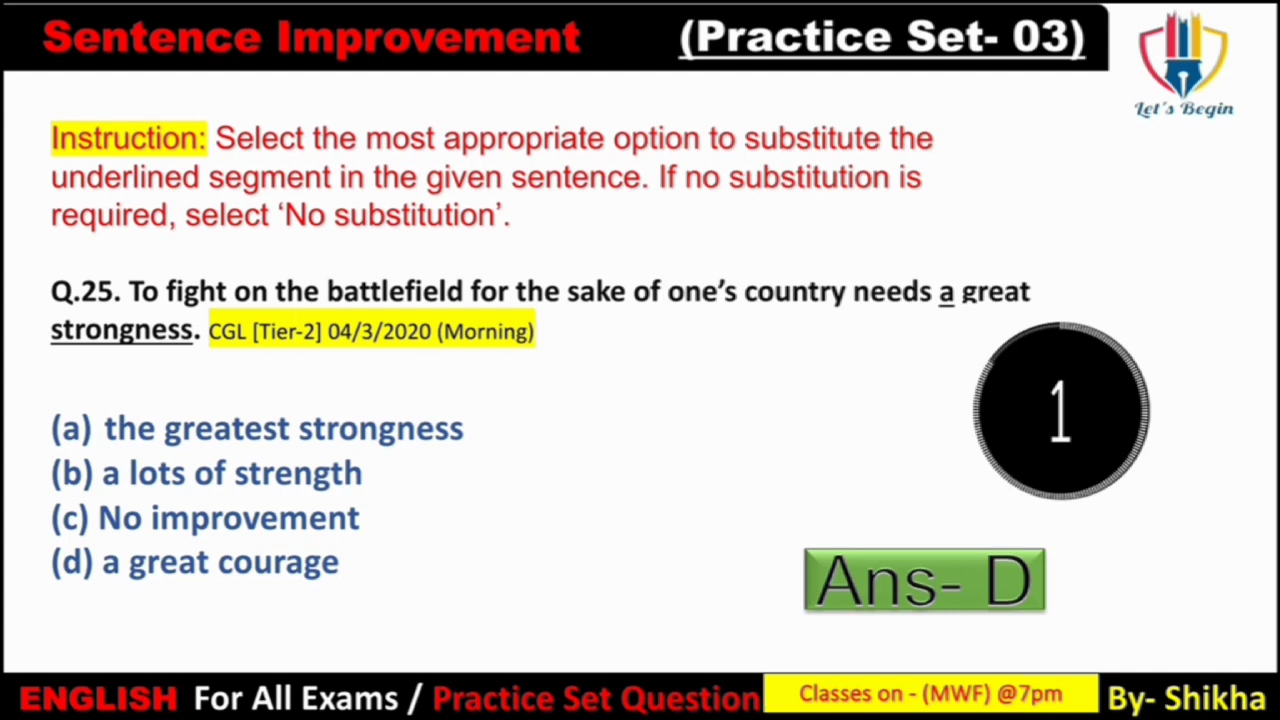 Sentence Improvement (Practice Set- 03)
Let's Begin
Instruction: Select the most appropriate option to substitute the
underlined segment in the given sentence. If no substitution is
required, select ‘No substitution’.
Q.25. To fight on the battlefield for the sake of one’s country needs a great
strongness. CGL [Tier-2] 04/3/2020 (Morning)
1
(a) the greatest strongness
(b) a lots of strength
(c) No improvement
(d) a great courage
Ans- D
ENGLISH For All Exams / Practice Set Question Classes on - (MWF) @7pm By- Shikha